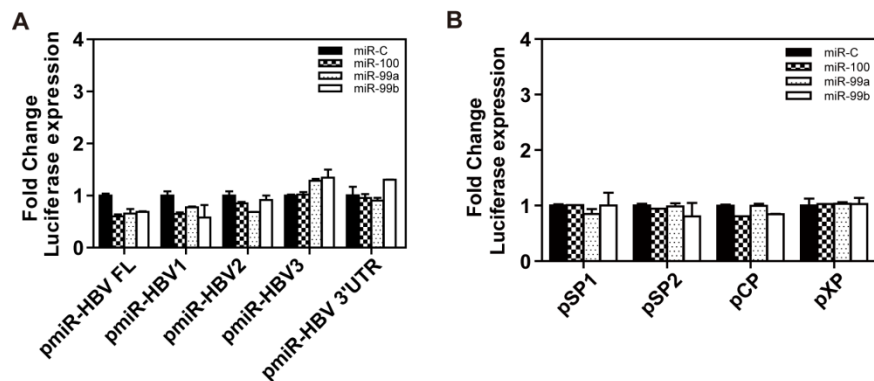 A
Fold Change
Luciferase expression
4
3
2
1
0
miR-C
miR-100
miR-99a
miR-99b
pmiR-HBV FL
pmiR-HBV1
pmiR-HBV2
pmiR-HBV3
pmiR-HBV 3'UTR
B
Fold Change
Luciferase expression
4
3
2
1
0
miR-C
miR-100
miR-99a
miR-99b
pSP1
pSP2
pCP
pXP